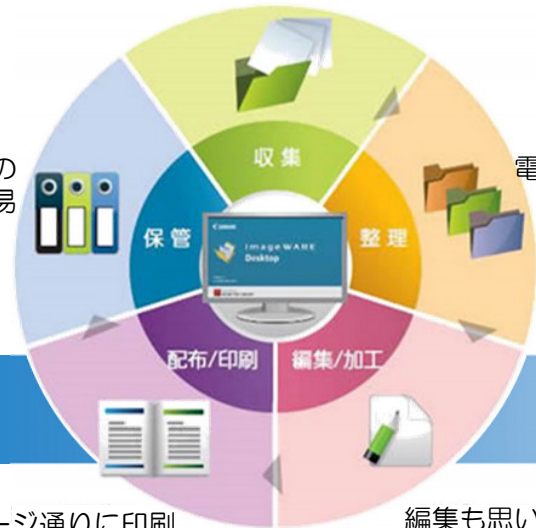 収集
の
易
電
保管
整理
Canon
imageWARE
Desktop
配布/印刷
編集/加工
ージ通りに印刷
編集も思い